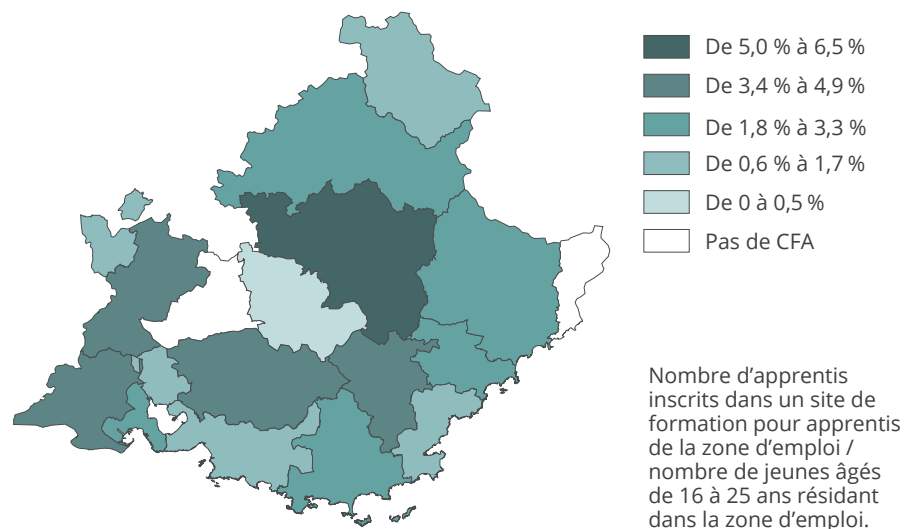 De 5,0 % à 6,5 %
De 3,4 % à 4,9 %
De 1,8 % à 3,3 %
De 0,6 % à 1,7 %
De 0 à 0,5 %
Pas de CFA
Nombre d’apprentis
inscrits dans un site de
formation pour apprentis
de la zone d’emploi /
nombre de jeunes âgés
de 16 à 25 ans résidant
dans la zone d’emploi.